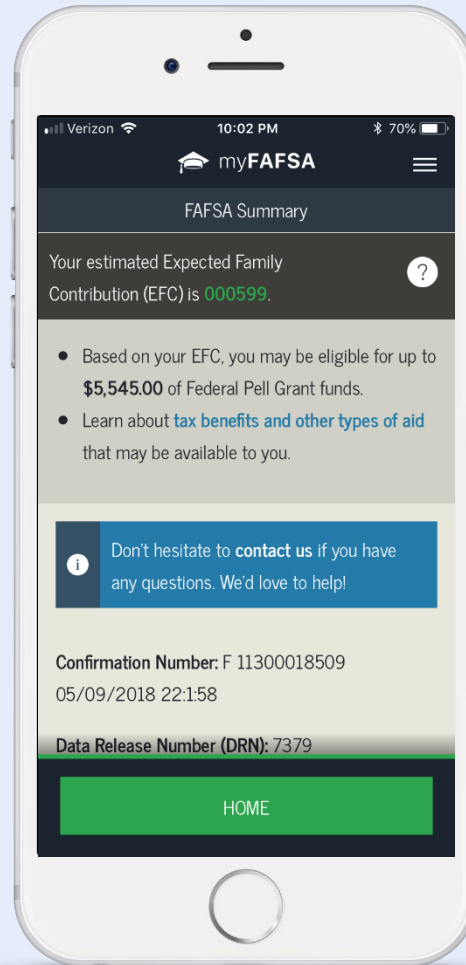 Verizon 10:02 PM 70%
myFAFSA
FAFSA Summary
Your estimated Expected Family
Contribution (EFC) is 000599.
?
• Based on your EFC, you may be eligible for up to
$5,545.00 of Federal Pell Grant funds.
• Learn about tax benefits and other types of aid
that may be available to you.
i
Don't hesitate to contact us if you have
any questions. We'd love to help!
Confirmation Number: F 11300018509
05/09/2018 22:1:58
Data Release Number (DRN): 7379
HOME